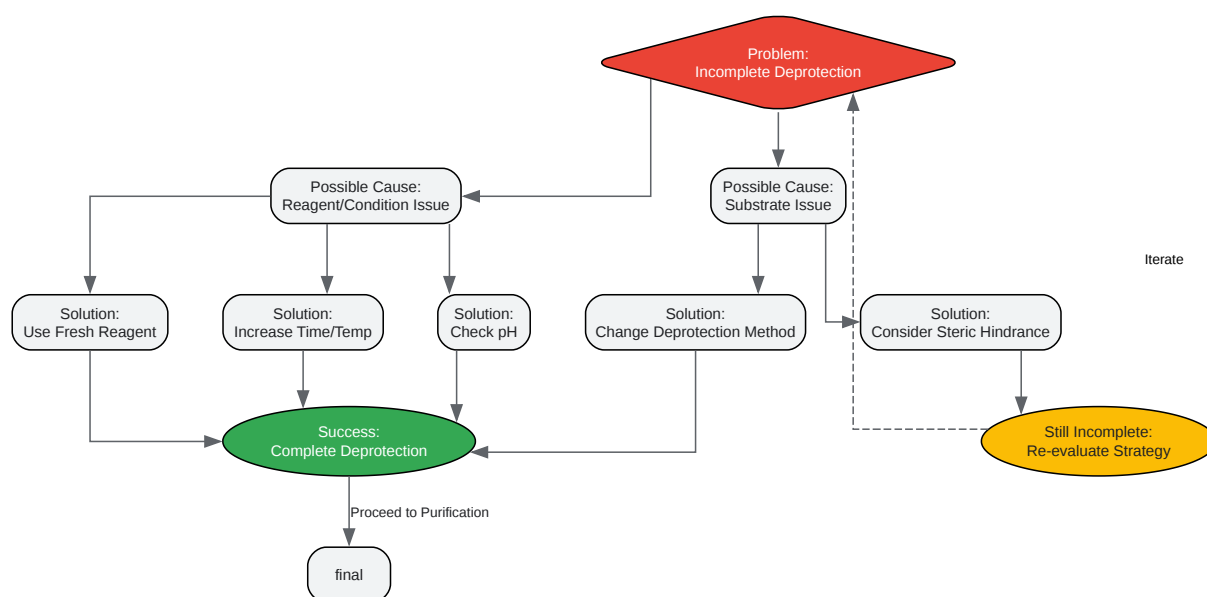 Problem:
Incomplete Deprotection
Possible Cause:
Reagent/Condition Issue
Possible Cause:
Substrate Issue
Iterate
Solution:
Use Fresh Reagent
Solution:
Increase Time/Temp
Solution:
Check pH
Solution:
Change Deprotection Method
Solution:
Consider Steric Hindrance
Success:
Complete Deprotection
Still Incomplete:
Re-evaluate Strategy
Proceed to Purification
final